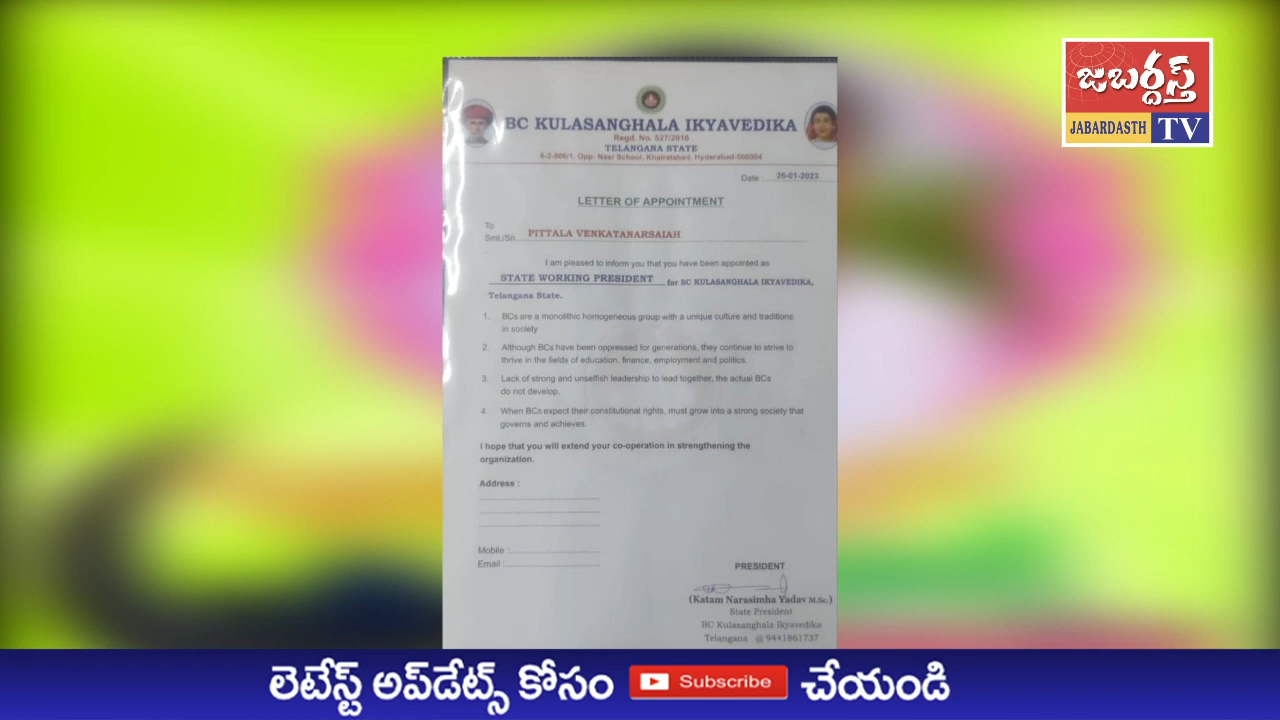 జబర్దస్త్
JABARDASTH TV
BC KULASANGHALA IKYAVEDIKA
Regd. No. 527/2016
TELANGANA STATE
6-2-806/1, Opp: Nasr School, Khairatabad, Hyderabad-500004
Date : 26-01-2023
LETTER OF APPOINTMENT
To
Smt./Sri. PITTALA VENKATANARSAIAH
I am pleased to inform you that you have been appointed as
STATE WORKING PRESIDENT for BC KULASANGHALA IKYAVEDIKA,
Telangana State.
1. BCs are a monolithic homogeneous group with a unique culture and traditions
in society
2. Although BCs have been oppressed for generations, they continue to strive to
thrive in the fields of education, finance, employment and politics.
3. Lack of strong and unselfish leadership to lead together, the actual BCs
do not develop.
4. When BCs expect their constitutional rights, must grow into a strong society that
governs and achieves.
I hope that you will extend your co-operation in strengthening the
organization.
Address :
Mobile :
Email :
PRESIDENT
(Katam Narasimha Yadav M.Sc.)
State President
BC Kulasanghala Ikyavedika
Telangana @ 9441861737
లెటేస్ట్ అప్‌డేట్స్ కోసం Subscribe చేయండి